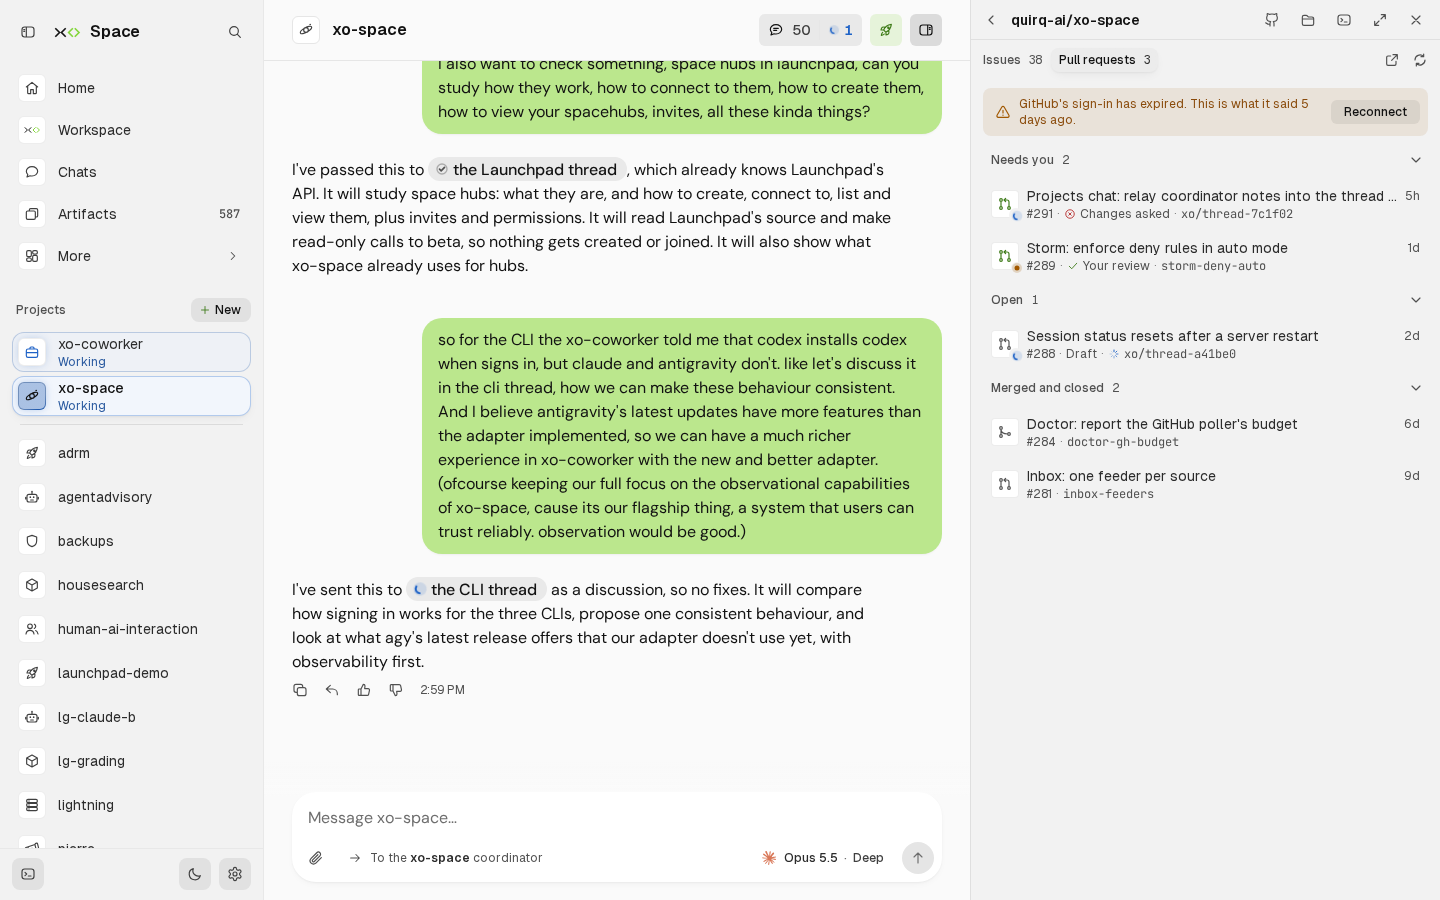 Space
Home
Workspace
Chats
Artifacts 587
More
Projects
New
xo-coworker
Working
xo-space
Working
adrm
agentadvisory
backups
housesearch
human-ai-interaction
launchpad-demo
lg-claude-b
lg-grading
lightning
xo-space
50 1
I also want to check something, space hubs in launchpad, can you
study how they work, how to connect to them, how to create them,
how to view your spacehubs, invites, all these kinda things?
I've passed this to the Launchpad thread , which already knows Launchpad's
API. It will study space hubs: what they are, and how to create, connect to, list and
view them, plus invites and permissions. It will read Launchpad's source and make
read-only calls to beta, so nothing gets created or joined. It will also show what
xo-space already uses for hubs.
so for the CLI the xo-coworker told me that codex installs codex
when signs in, but claude and antigravity don't. like let's discuss it
in the cli thread, how we can make these behaviour consistent.
And I believe antigravity's latest updates have more features than
the adapter implemented, so we can have a much richer
experience in xo-coworker with the new and better adapter.
(ofcourse keeping our full focus on the observational capabilities
of xo-space, cause its our flagship thing, a system that users can
trust reliably. observation would be good.)
I've sent this to the CLI thread as a discussion, so no fixes. It will compare
how signing in works for the three CLIs, propose one consistent behaviour, and
look at what agy's latest release offers that our adapter doesn't use yet, with
observability first.
2:59 PM
Message xo-space...
To the xo-space coordinator
Opus 5.5 · Deep
quirq-ai/xo-space
Issues 38 Pull requests 3
GitHub's sign-in has expired. This is what it said 5
days ago.
Reconnect
Needs you 2
Projects chat: relay coordinator notes into the thread ... 5h
#291 · Changes asked · xo/thread-7c1f02
Storm: enforce deny rules in auto mode 1d
#289 · Your review · storm-deny-auto
Open 1
Session status resets after a server restart 2d
#288 · Draft · xo/thread-a41be0
Merged and closed 2
Doctor: report the GitHub poller's budget 6d
#284 · doctor-gh-budget
Inbox: one feeder per source 9d
#281 · inbox-feeders